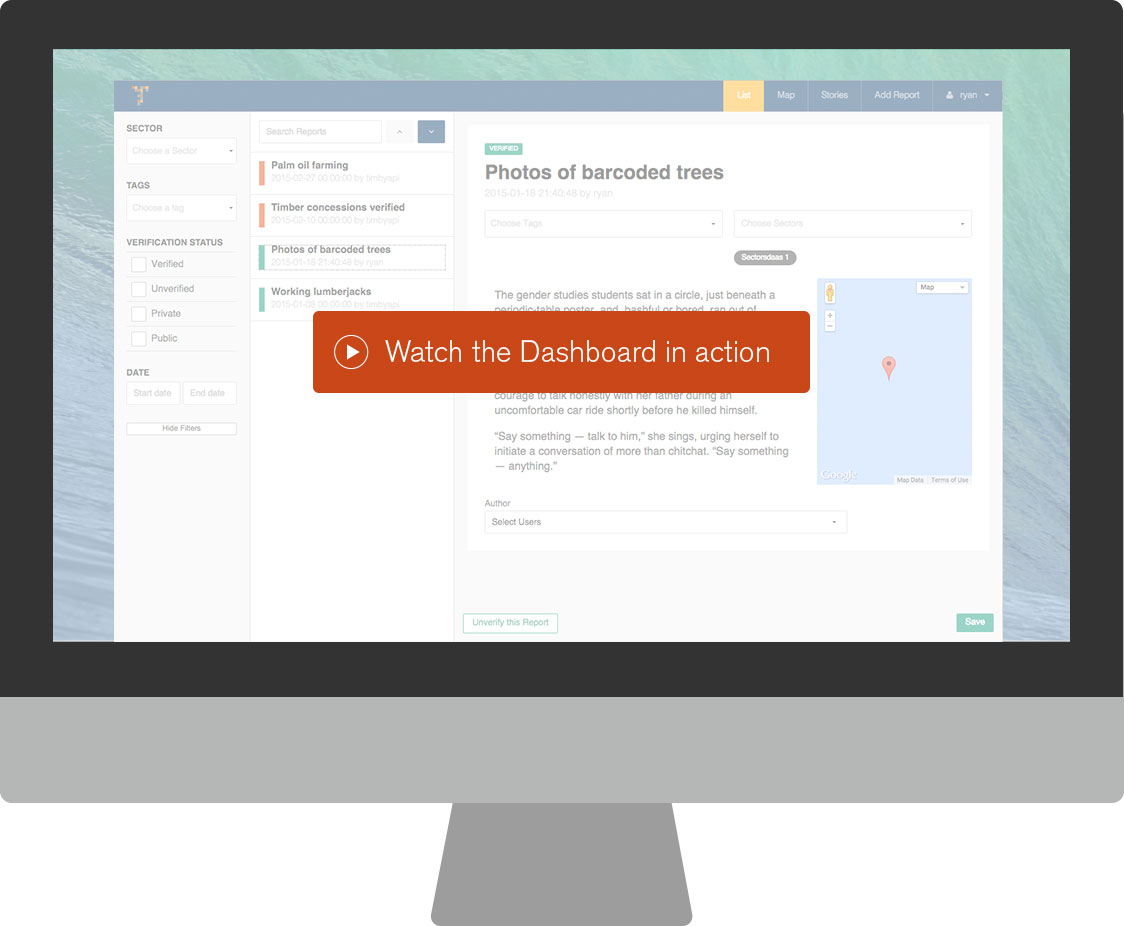 List
Map
Stories
Add Report
ryan
SECTOR
Choose a Sector
TAGS
Choose a tag
VERIFICATION STATUS
Verified
Unverified
Private
Public
DATE
Start date
End date
Hide Filters
Search Reports
Palm oil farming
2015-02-27 00:00:00 by timbyapi
Timber concessions verified
2015-02-10 00:00:00 by timbyapi
Photos of barcoded trees
2015-01-18 21:40:48 by ryan
Working lumberjacks
2015-01-08 00:00:00 by timbyapi
VERIFIED
Photos of barcoded trees
2015-01-18 21:40:48 by ryan
Choose Tags
Choose Sectors
Sectorsdaas 1
The gender studies students sat in a circle, just beneath a
periodic-table poster, and, bashful or bored, ran out of
Watch the Dashboard in action
courage to talk honestly with her father during an
uncomfortable car ride shortly before he killed himself.
“Say something — talk to him,” she sings, urging herself to
initiate a conversation of more than chitchat. “Say something
— anything.”
Map
+
−
Google
Map Data
Terms of Use
Author
Select Users
Unverify this Report
Save